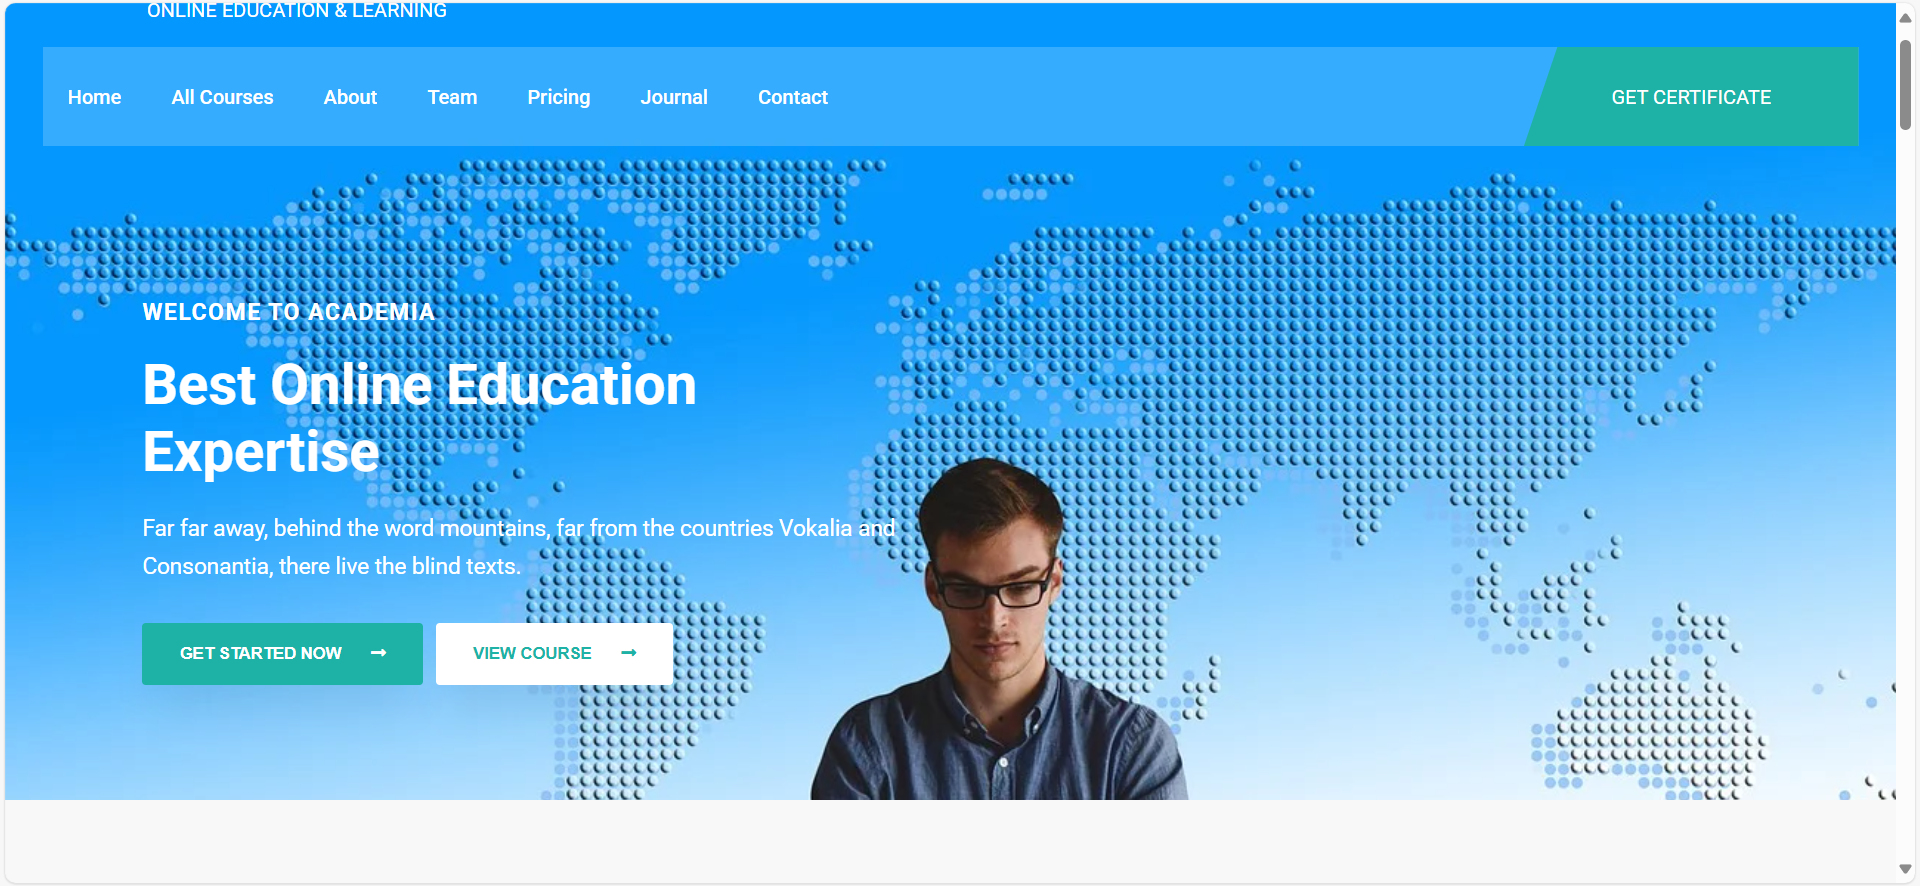 ONLINE EDUCATION & LEARNING
Home All Courses About Team Pricing Journal Contact GET CERTIFICATE
WELCOME TO ACADEMIA
Best Online Education
Expertise
Far far away, behind the word mountains, far from the countries Vokalia and
Consonantia, there live the blind texts.
GET STARTED NOW VIEW COURSE